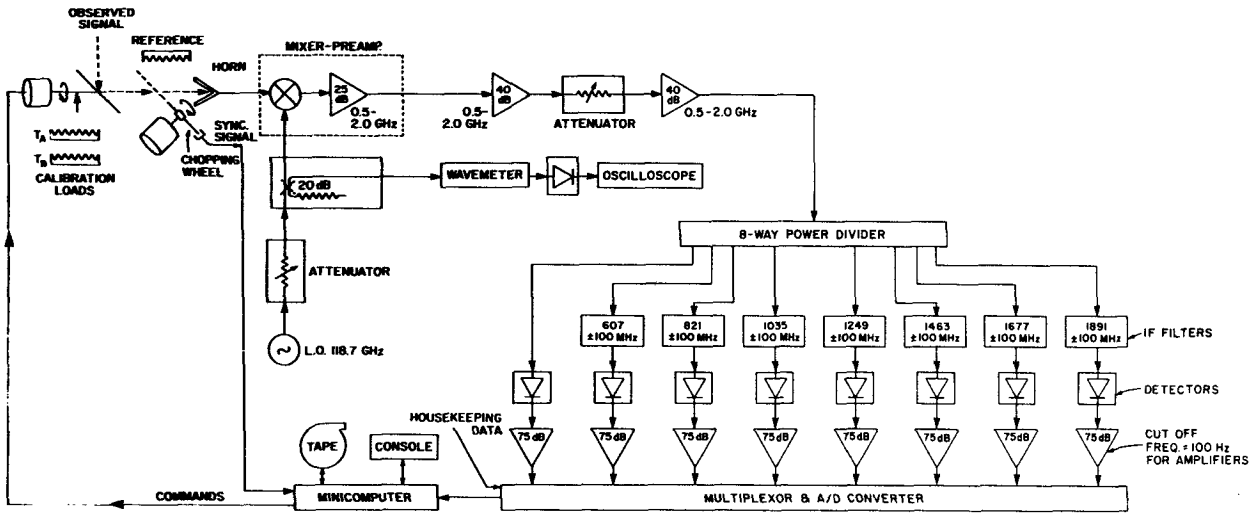 OBSERVED
SIGNAL
REFERENCE
HORN
MIXER-PREAMP.
25
dB
0.5-
2.0 GHz
40
dB
0.5-
2.0 GHz
ATTENUATOR
40
dB
0.5-2.0 GHz
SYNC.
SIGNAL
CHOPPING
WHEEL
TA
TB
CALIBRATION
LOADS
20 dB
WAVEMETER
OSCILLOSCOPE
ATTENUATOR
L.O. 118.7 GHz
8-WAY POWER DIVIDER
607
±100 MHz
821
±100 MHz
1035
±100 MHz
1249
±100 MHz
1463
±100 MHz
1677
±100 MHz
1891
±100 MHz
IF FILTERS
DETECTORS
HOUSEKEEPING
DATA
75 dB
75 dB
75 dB
75 dB
75 dB
75 dB
75 dB
75 dB
CUT OFF
FREQ. = 100 Hz
FOR AMPLIFIERS
TAPE
CONSOLE
COMMANDS
MINICOMPUTER
MULTIPLEXOR & A/D CONVERTER